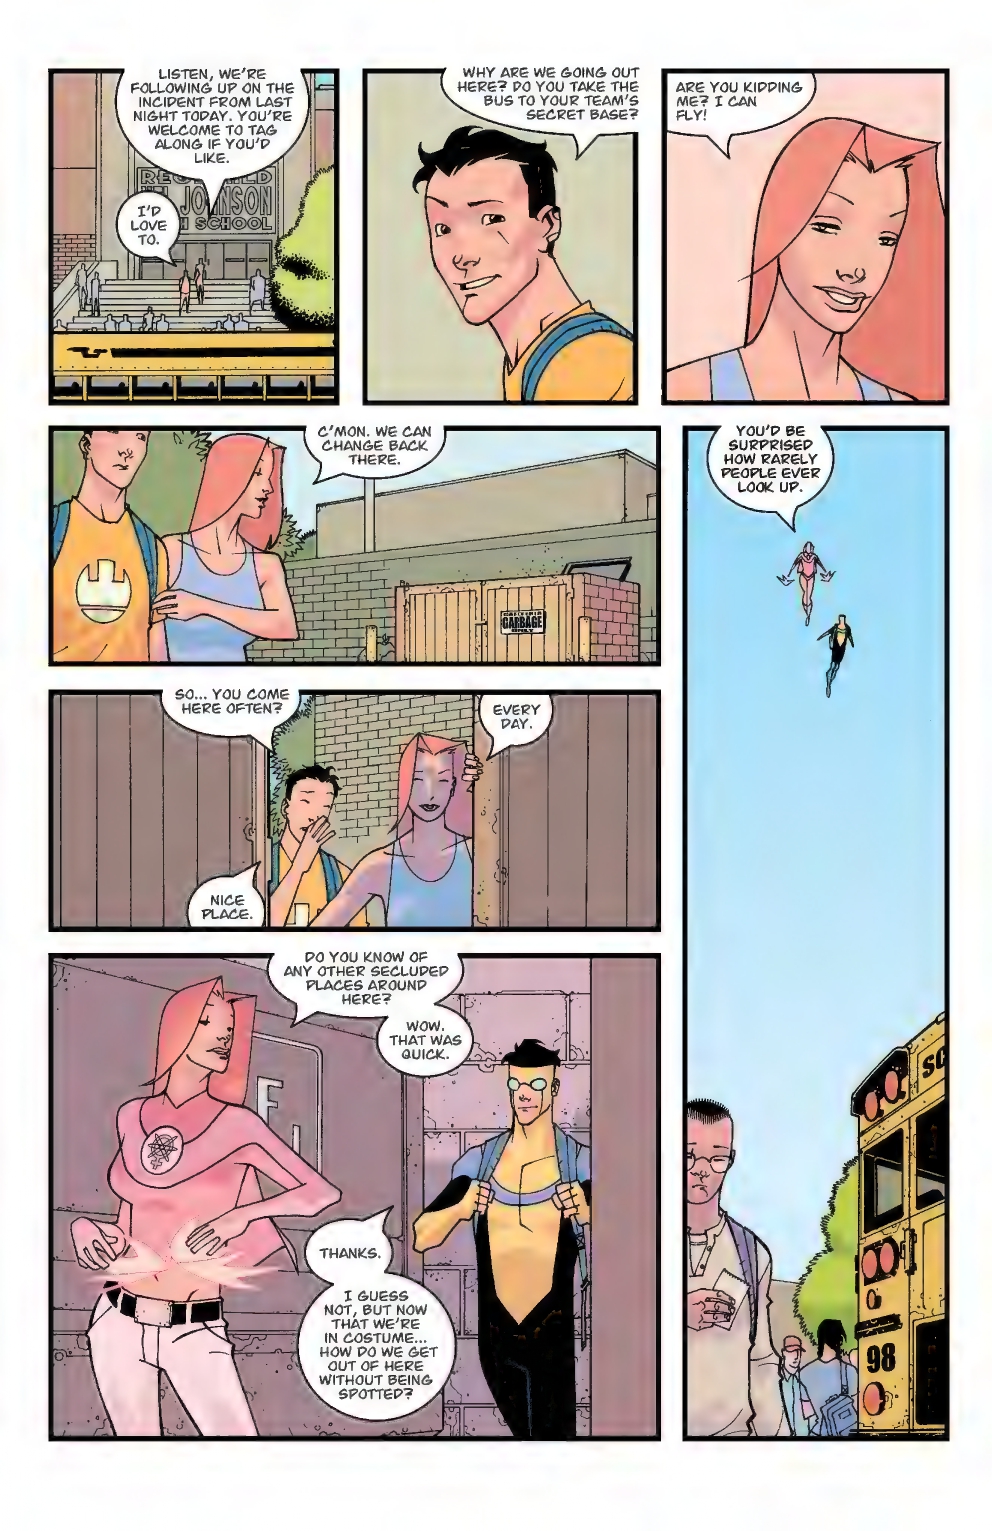 LISTEN, WE'RE
FOLLOWING UP ON THE
INCIDENT FROM LAST
NIGHT TODAY. YOU'RE
WELCOME TO TAG
ALONG IF YOU'D
LIKE.
JOHNSON
SCHOOL
I'D
LOVE
TO.
WHY ARE WE GOING OUT
HERE? DO YOU TAKE THE
BUS TO YOUR TEAM'S
SECRET BASE?
ARE YOU KIDDING
ME? I CAN
FLY!
C'MON. WE CAN
CHANGE BACK
THERE.
GARBAGE
ONLY
SO... YOU COME
HERE OFTEN?
EVERY
DAY.
NICE
PLACE.
DO YOU KNOW OF
ANY OTHER SECLUDED
PLACES AROUND
HERE?
WOW.
THAT WAS
QUICK.
THANKS.
I GUESS
NOT, BUT NOW
THAT WE'RE
IN COSTUME...
HOW DO WE GET
OUT OF HERE
WITHOUT BEING
SPOTTED?
YOU'D BE
SURPRISED
HOW RARELY
PEOPLE EVER
LOOK UP.
SC
98